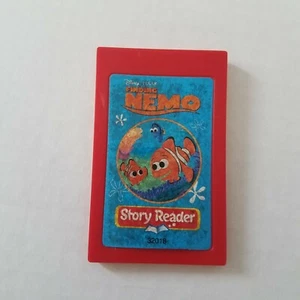 Disney · PIXAR
FINDING
NEMO
Story Reader